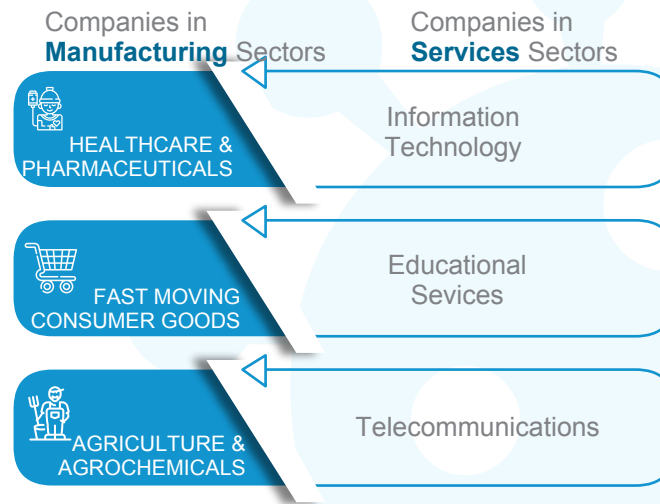 Companies in
Manufacturing Sectors
Companies in
Services Sectors
HEALTHCARE &
PHARMACEUTICALS
Information
Technology
FAST MOVING
CONSUMER GOODS
Educational
Sevices
AGRICULTURE &
AGROCHEMICALS
Telecommunications